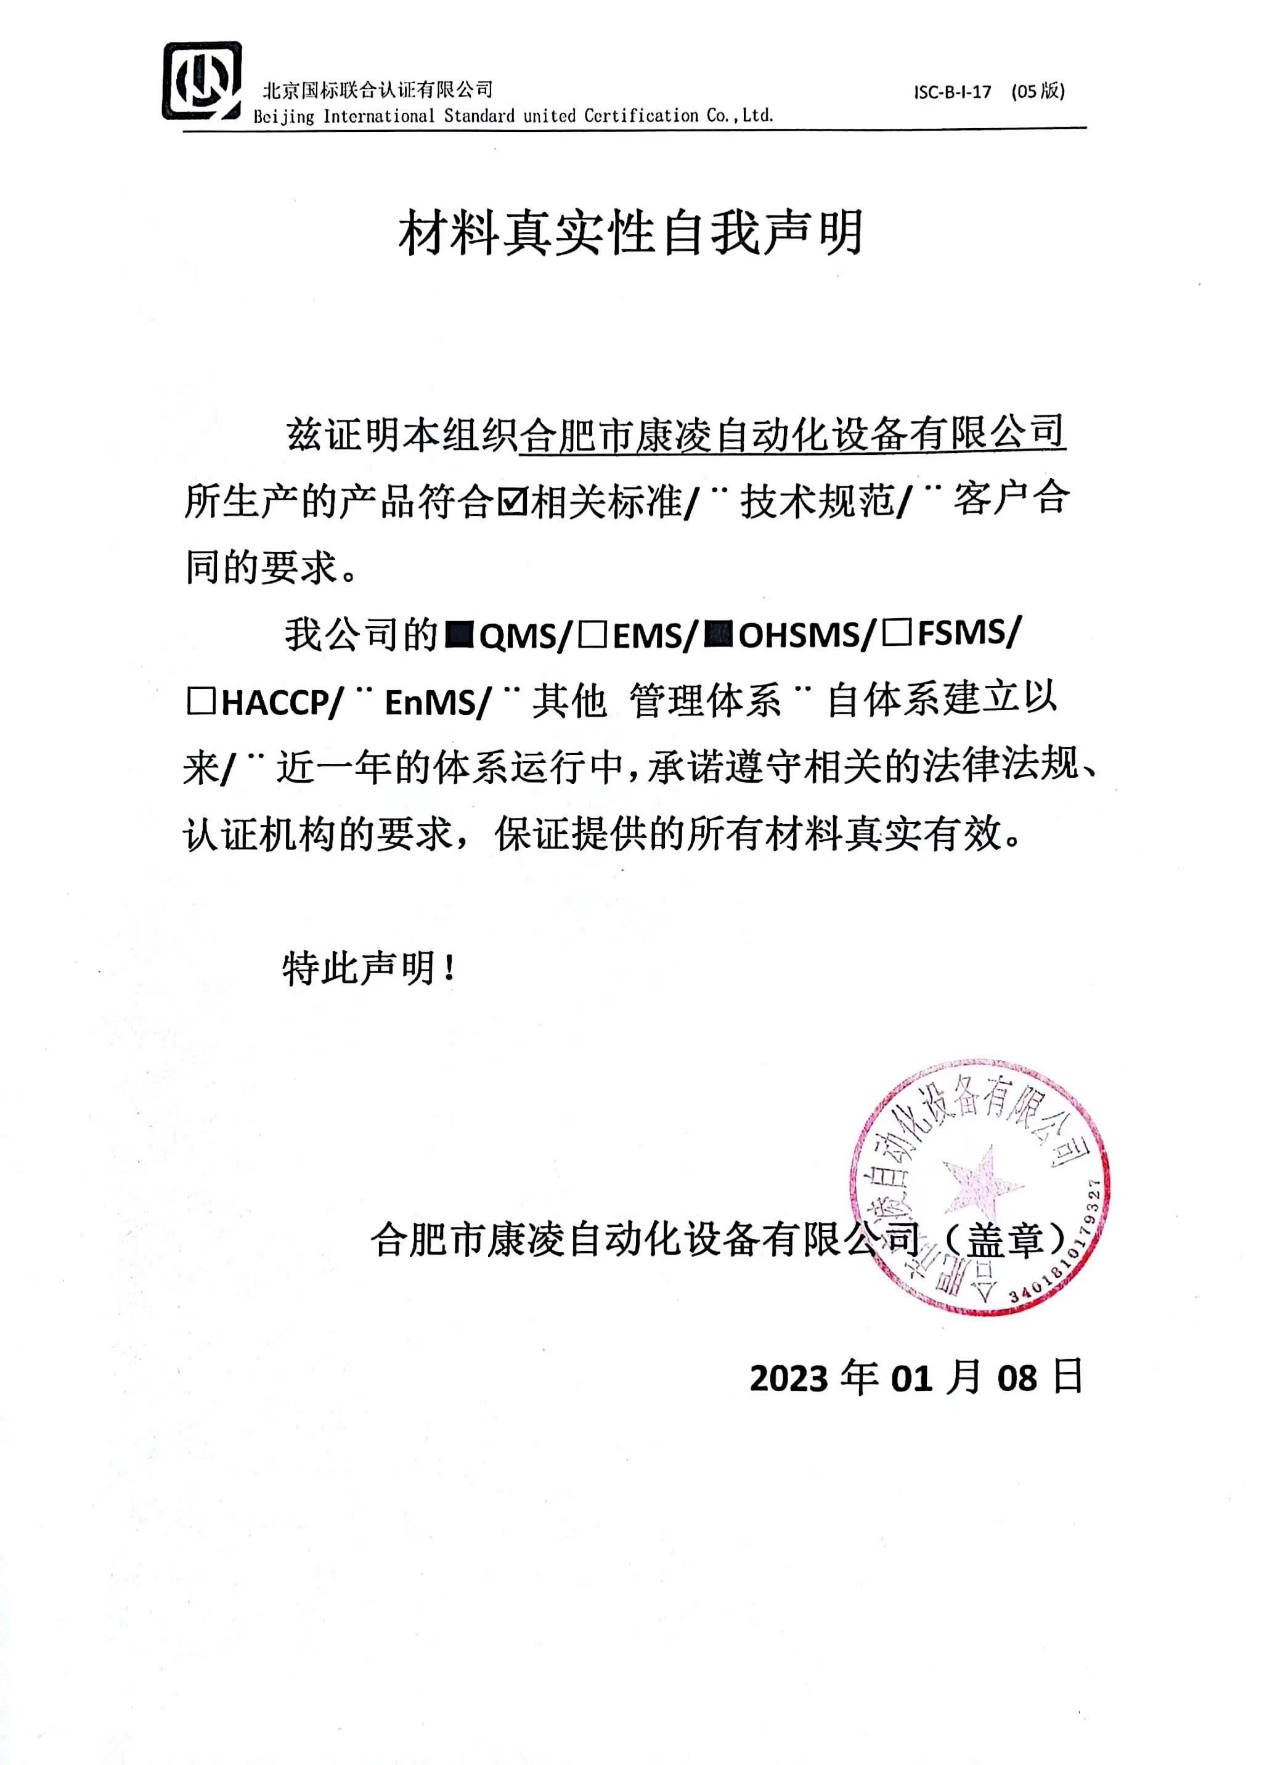 北京国标联合认证有限公司 ISC-B-I-17 (05版)
Beijing International Standard united Certification Co.,Ltd.
材料真实性自我声明
兹证明本组织合肥市康凌自动化设备有限公司
所生产的产品符合☑相关标准/¨技术规范/¨客户合
同的要求。
我公司的■QMS/□EMS/■OHSMS/□FSMS/
□HACCP/¨EnMS/¨其他 管理体系¨自体系建立以
来/¨近一年的体系运行中,承诺遵守相关的法律法规、
认证机构的要求，保证提供的所有材料真实有效。
特此声明！
合肥市康凌自动化设备有限公司（盖章）
合肥市康凌自动化设备有限公司
3401810179327
2023 年 01 月 08 日